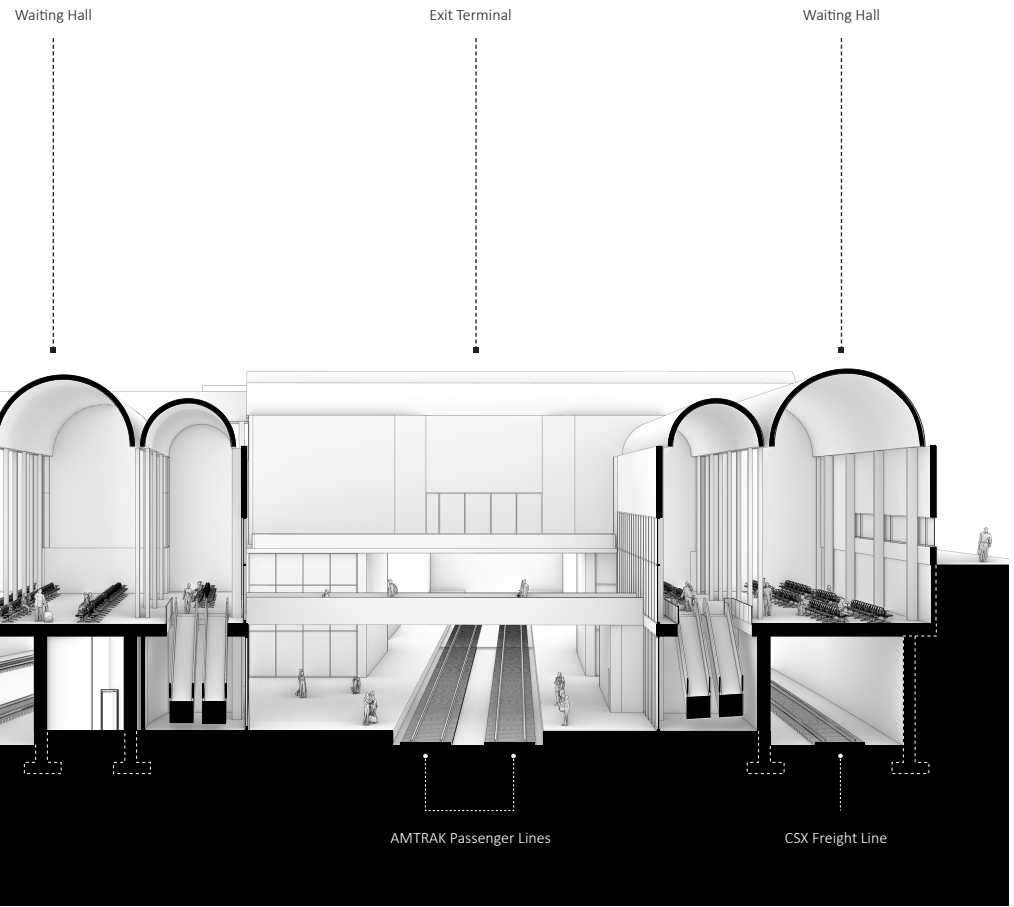 Waiting Hall
Exit Terminal
Waiting Hall
AMTRAK Passenger Lines
CSX Freight Line